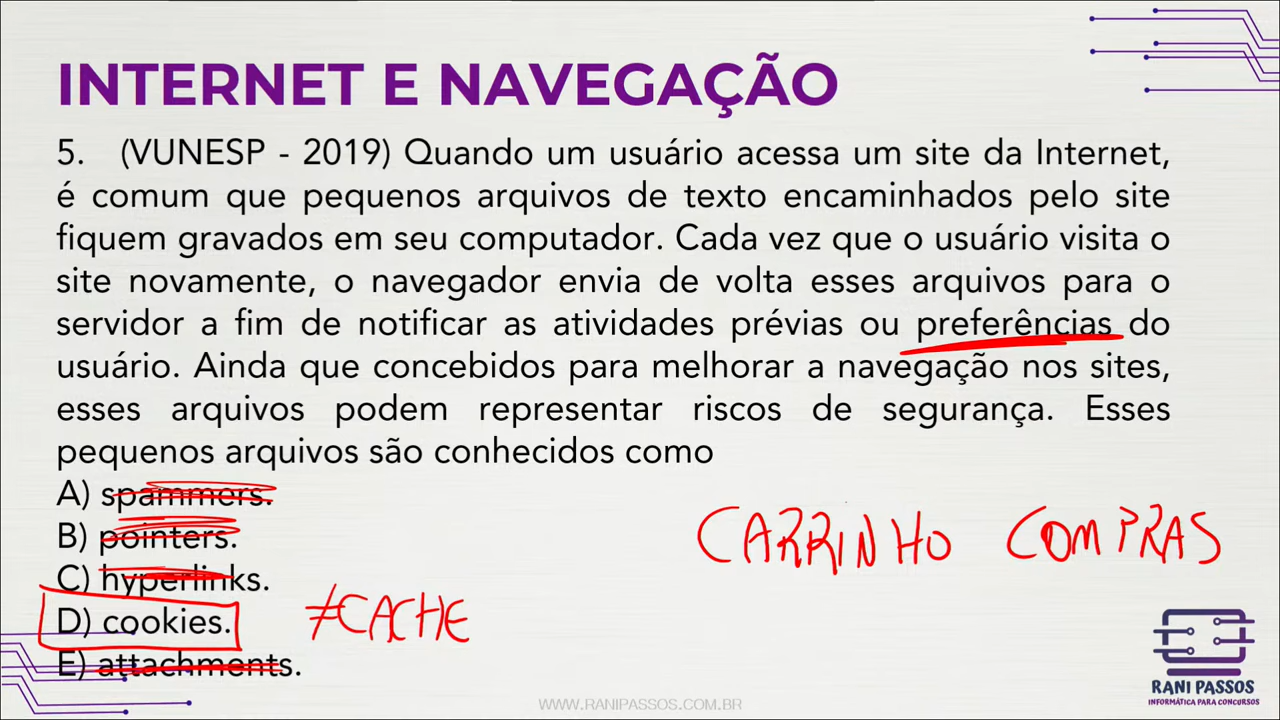 INTERNET E NAVEGAÇÃO
5. (VUNESP - 2019) Quando um usuário acessa um site da Internet,
é comum que pequenos arquivos de texto encaminhados pelo site
fiquem gravados em seu computador. Cada vez que o usuário visita o
site novamente, o navegador envia de volta esses arquivos para o
servidor a fim de notificar as atividades prévias ou preferências do
usuário. Ainda que concebidos para melhorar a navegação nos sites,
esses arquivos podem representar riscos de segurança. Esses
pequenos arquivos são conhecidos como
A) spammers.
B) pointers.
C) hyperlinks.
D) cookies.
E) attachments.
≠CACHE
CARRINHO COMPRAS
RANI PASSOS
INFORMÁTICA PARA CONCURSOS
WWW.RANIPASSOS.COM.BR